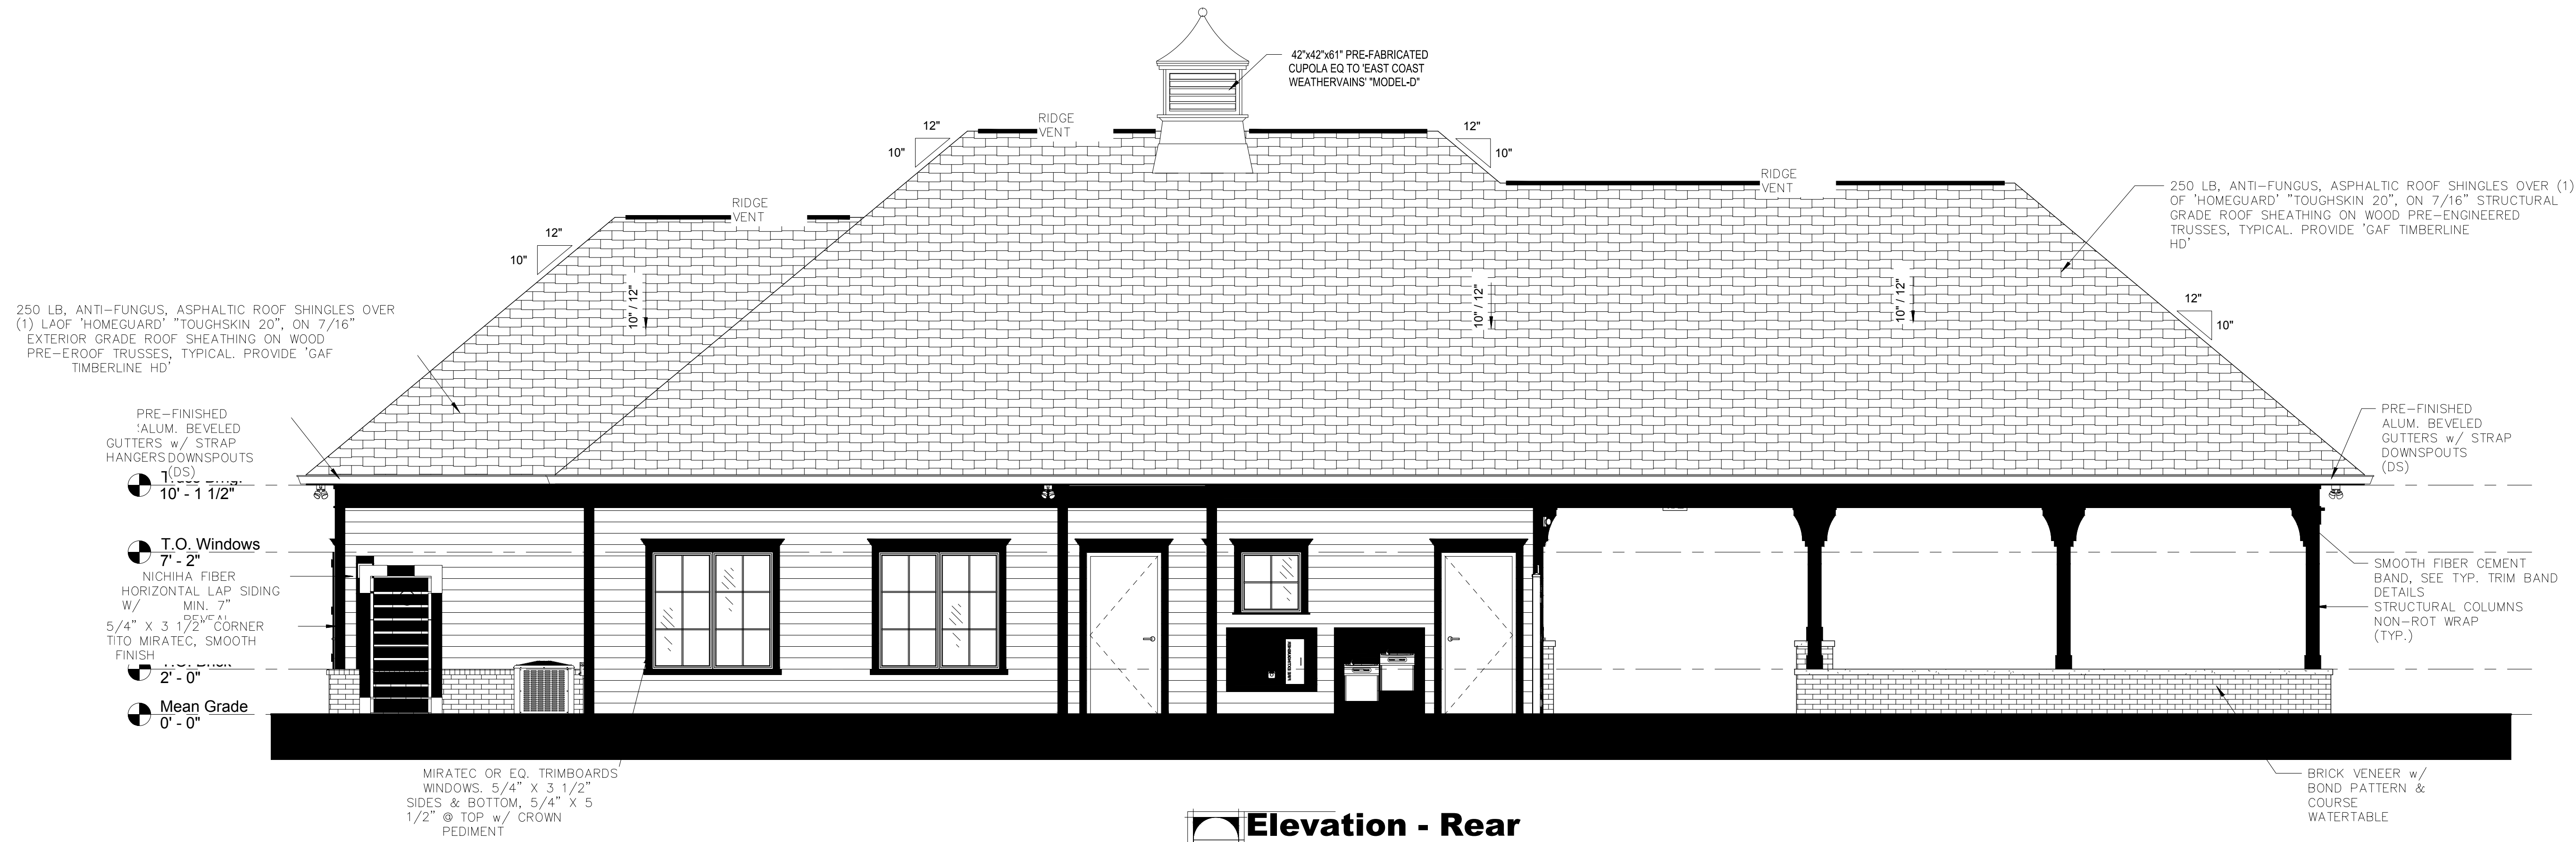 42"x42"x61" PRE-FABRICATED
CUPOLA EQ TO 'EAST COAST
WEATHERVAINS' "MODEL-D"
RIDGE
VENT
12"
10"
12"
10"
RIDGE
VENT
RIDGE
VENT
12"
10"
12"
10"
10" / 12"
10" / 12"
10" / 12"
250 LB, ANTI-FUNGUS, ASPHALTIC ROOF SHINGLES OVER (1)
OF 'HOMEGUARD' "TOUGHSKIN 20", ON 7/16" STRUCTURAL
GRADE ROOF SHEATHING ON WOOD PRE-ENGINEERED
TRUSSES, TYPICAL. PROVIDE 'GAF TIMBERLINE
HD'
250 LB, ANTI-FUNGUS, ASPHALTIC ROOF SHINGLES OVER
(1) LAOF 'HOMEGUARD' "TOUGHSKIN 20", ON 7/16"
EXTERIOR GRADE ROOF SHEATHING ON WOOD
PRE-EROOF TRUSSES, TYPICAL. PROVIDE 'GAF
TIMBERLINE HD'
PRE-FINISHED
'ALUM. BEVELED
GUTTERS w/ STRAP
HANGERS DOWNSPOUTS
(DS)
10' - 1 1/2"
T.O. Windows
7' - 2"
NICHIHA FIBER
HORIZONTAL LAP SIDING
W/ MIN. 7"
5/4" X 3 1/2" CORNER
TITO MIRATEC, SMOOTH
FINISH
2' - 0"
Mean Grade
0' - 0"
PRE-FINISHED
ALUM. BEVELED
GUTTERS w/ STRAP
DOWNSPOUTS
(DS)
SMOOTH FIBER CEMENT
BAND, SEE TYP. TRIM BAND
DETAILS
STRUCTURAL COLUMNS
NON-ROT WRAP
(TYP.)
MIRATEC OR EQ. TRIMBOARDS
WINDOWS. 5/4" X 3 1/2"
SIDES & BOTTOM, 5/4" X 5
1/2" @ TOP w/ CROWN
PEDIMENT
BRICK VENEER w/
BOND PATTERN &
COURSE
WATERTABLE
Elevation - Rear